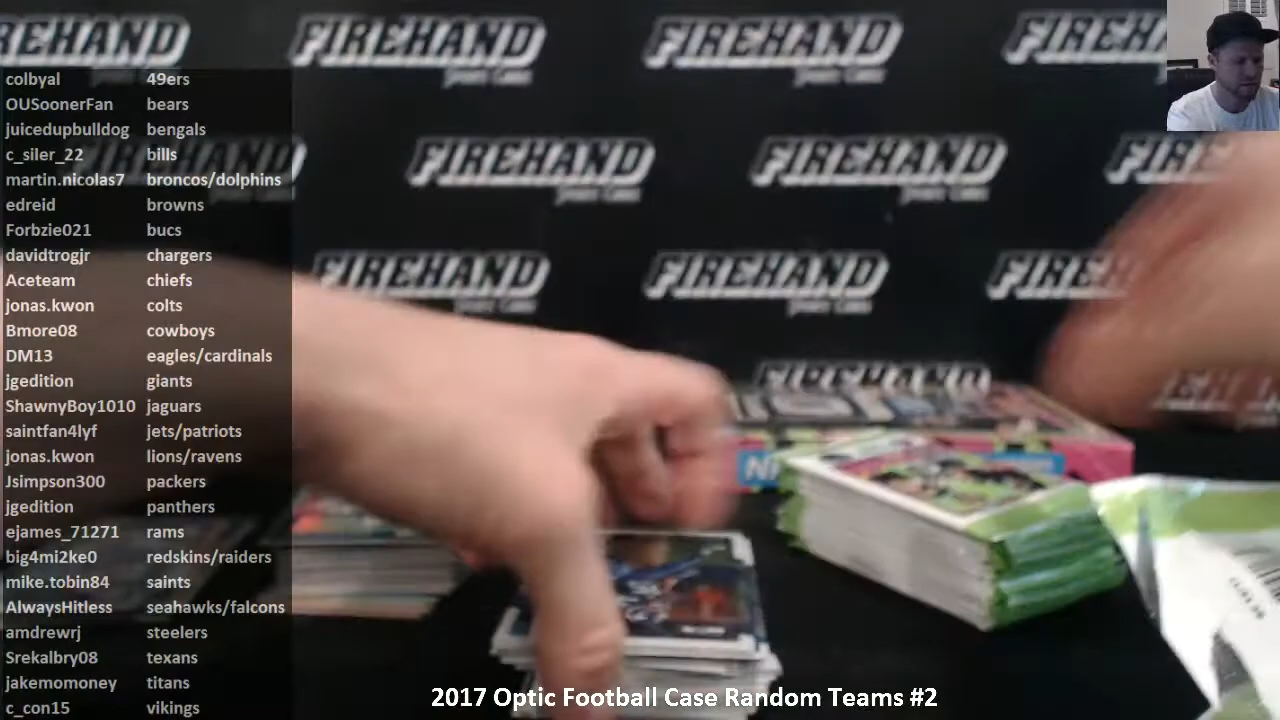 FIREHAND FIREHAND FIREHAND FIREHAND
colbyal 49ers
OUSoonerFan bears
juicedupbulldog bengals
c_siler_22 bills
martin.nicolas7 broncos/dolphins
edreid browns
Forbzie021 bucs
davidtrogjr chargers
Aceteam chiefs
jonas.kwon colts
Bmore08 cowboys
DM13 eagles/cardinals
jgedition giants
ShawnyBoy1010 jaguars
saintfan4lyf jets/patriots
jonas.kwon lions/ravens
Jsimpson300 packers
jgedition panthers
ejames_71271 rams
big4mi2ke0 redskins/raiders
mike.tobin84 saints
AlwaysHitless seahawks/falcons
amdrewrj steelers
Srekalbry08 texans
jakemomoney titans
c_con15 vikings
FIREHAND FIREHAND FIREHAND
FIREHAND FIREHAND FIREHAND
FIREHAND
2017 Optic Football Case Random Teams #2